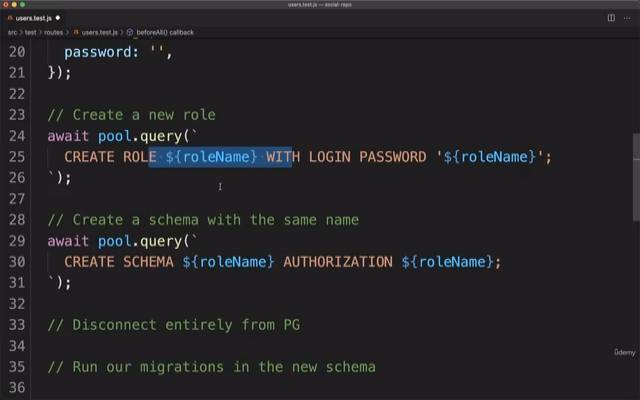 users.test.js — social-repo
JS users.test.js
src > test > routes > JS users.test.js > beforeAll() callback
20 password: '',
21 });
22
23 // Create a new role
24 await pool.query(`
25 CREATE ROLE ${roleName} WITH LOGIN PASSWORD '${roleName}';
26 `);
27
28 // Create a schema with the same name
29 await pool.query(`
30 CREATE SCHEMA ${roleName} AUTHORIZATION ${roleName};
31 `);
32
33 // Disconnect entirely from PG
34
35 // Run our migrations in the new schema
36
ûdemy